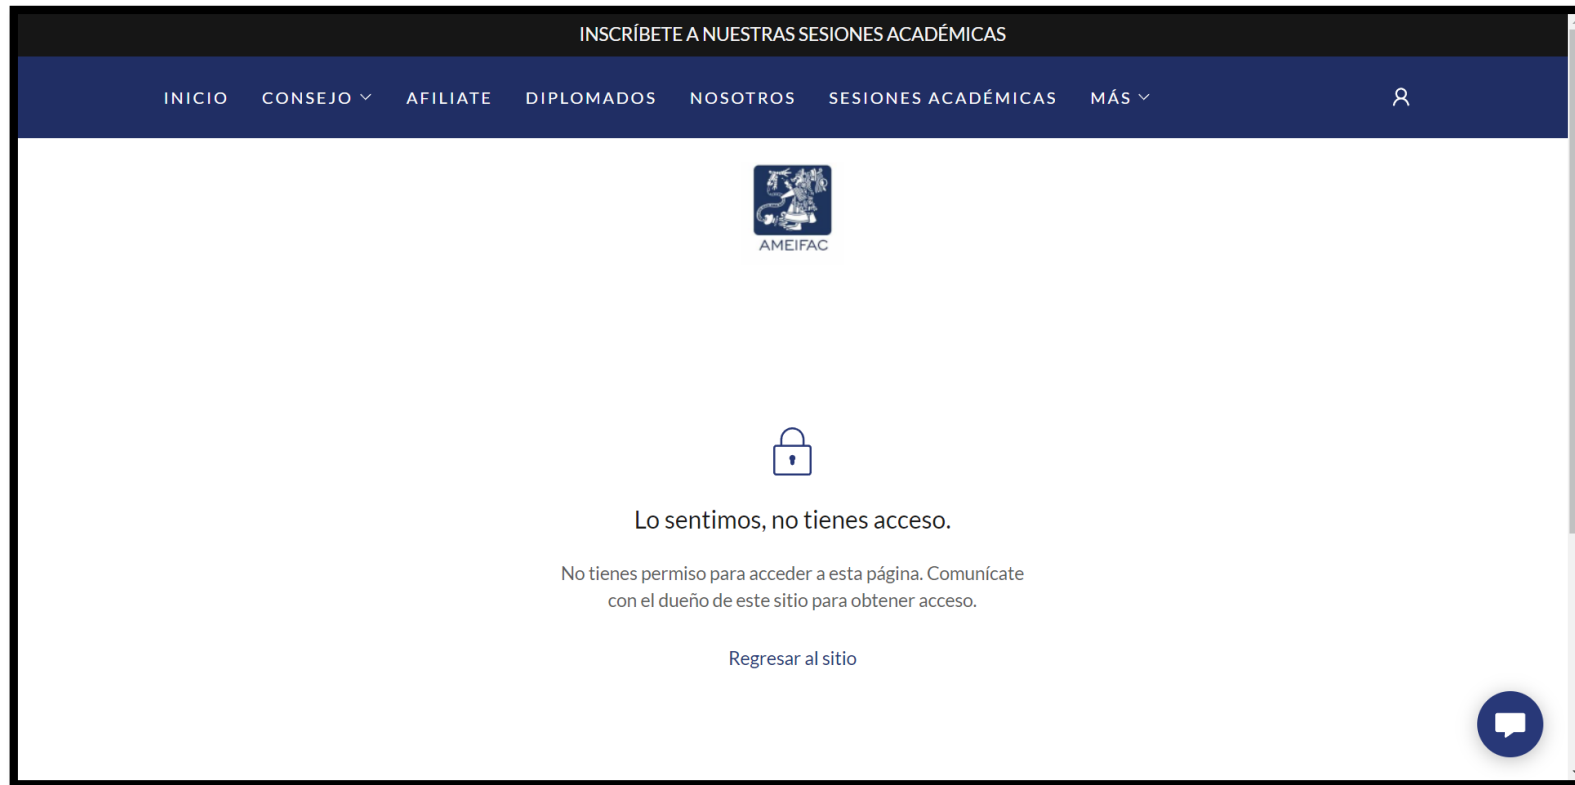 INSCRÍBETE A NUESTRAS SESIONES ACADÉMICAS
INICIO CONSEJO AFILIATE DIPLOMADOS NOSOTROS SESIONES ACADÉMICAS MÁS
AMEIFAC
Lo sentimos, no tienes acceso.
No tienes permiso para acceder a esta página. Comunícate
con el dueño de este sitio para obtener acceso.
Regresar al sitio